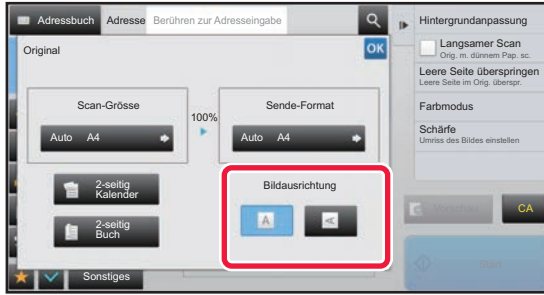 Adressbuch
Adresse
Berühren zur Adresseingabe
Original
OK
Scan-Grösse
100%
Sende-Format
Auto A4
Auto A4
2-seitig
Kalender
2-seitig
Buch
Bildausrichtung
A
A
Sonstiges
Hintergrundanpassung
Langsamer Scan
Orig. m. dünnem Pap. sc.
Leere Seite überspringen
Leere Seite im Orig. überspr.
Farbmodus
Schärfe
Umriss des Bildes einstellen
Vorschau
CA
Start